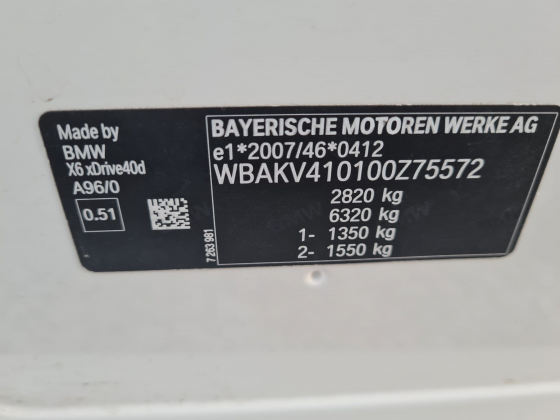 Made by
BMW
X6 xDrive40d
A96/0
0.51
7 263 981
BAYERISCHE MOTOREN WERKE AG
e1*2007/46*0412
WBAKV410100Z75572
2820 kg
6320 kg
1- 1350 kg
2- 1550 kg